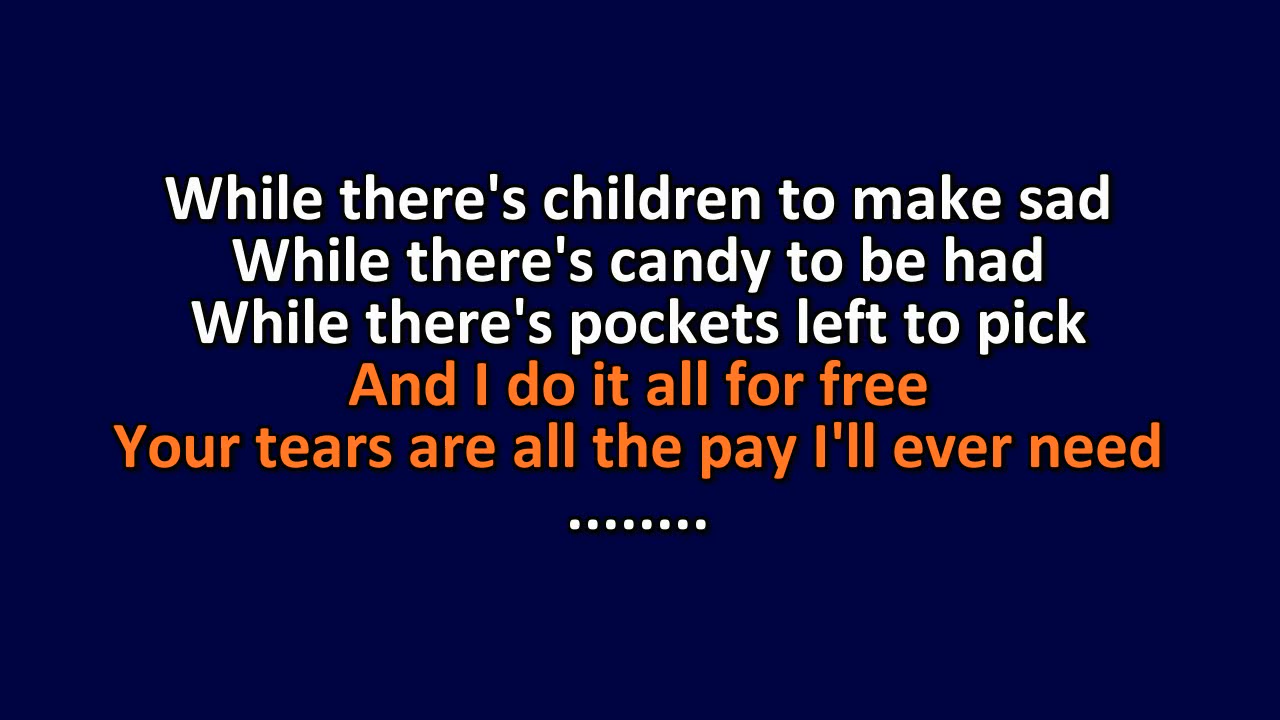 While there's children to make sad
While there's candy to be had
While there's pockets left to pick
And I do it all for free
Your tears are all the pay I'll ever need
........